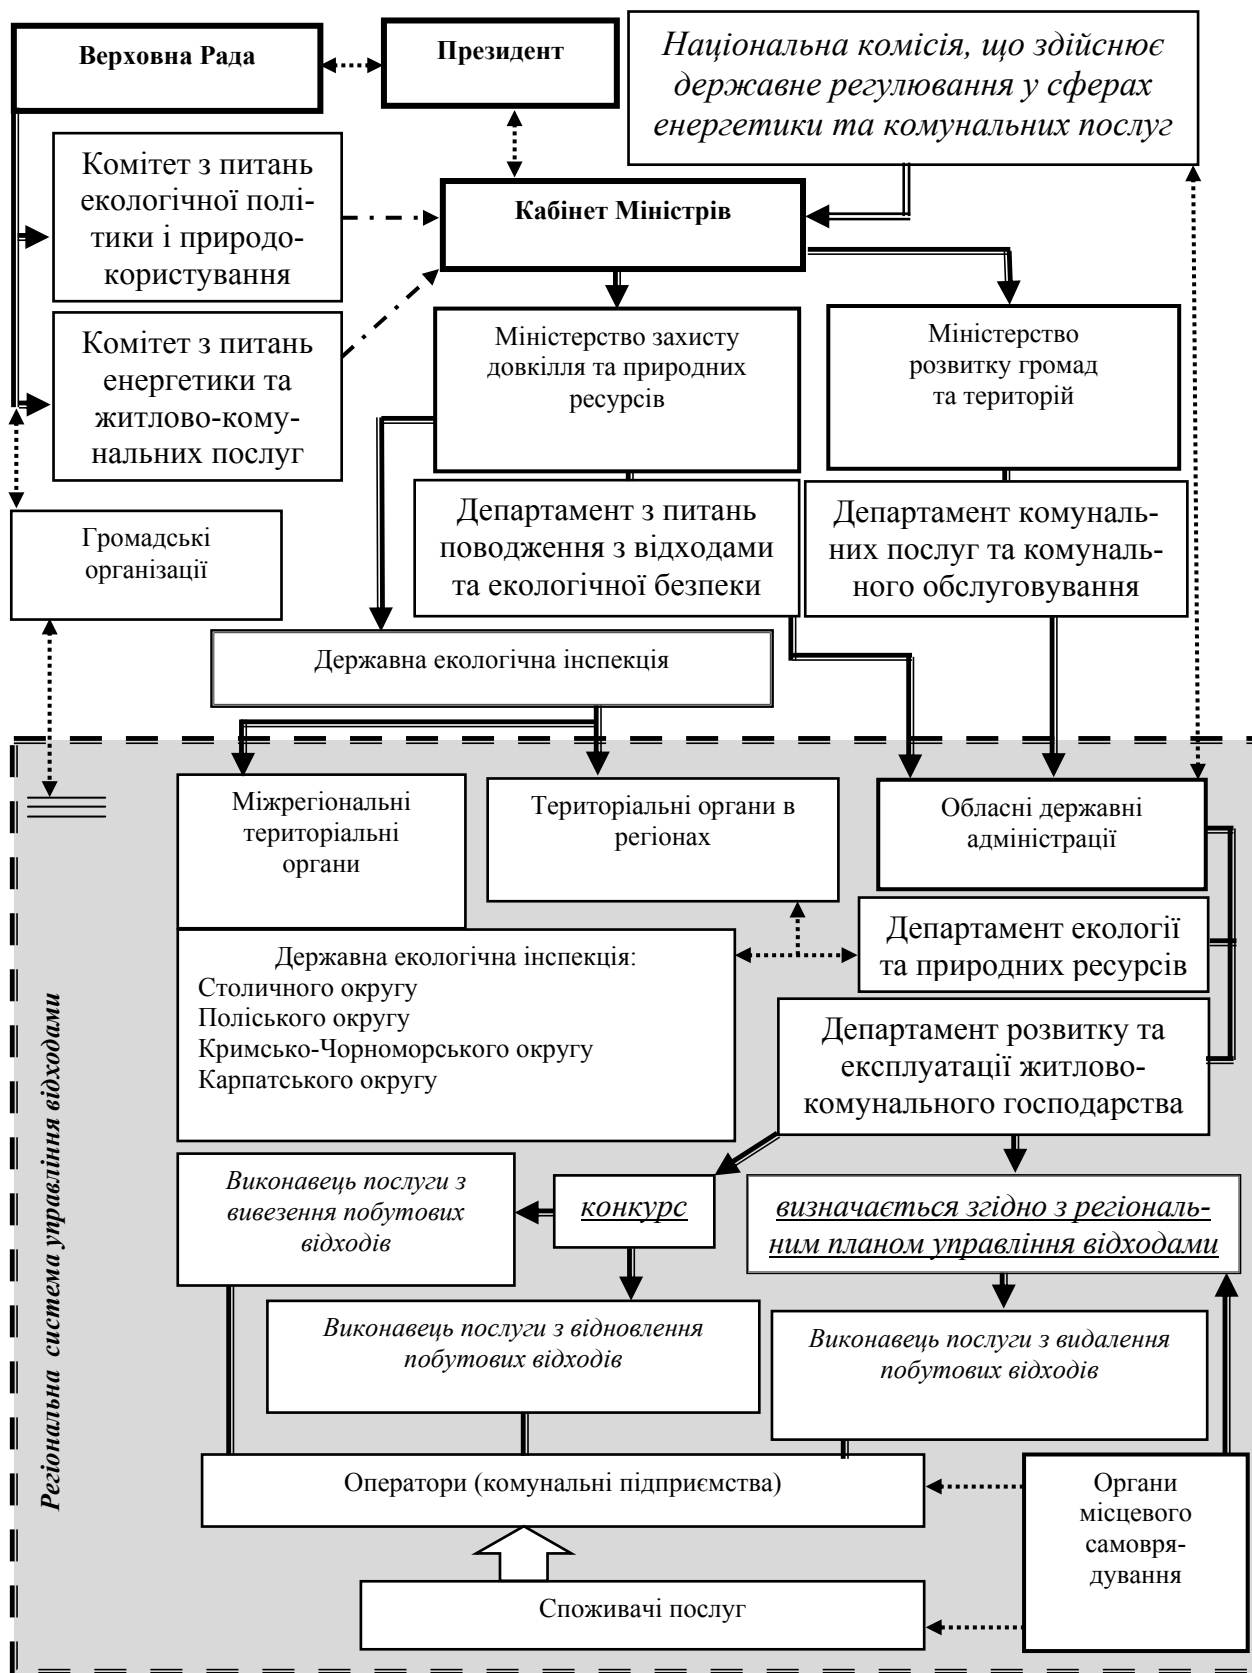 Верховна Рада
Президент
Національна комісія, що здійснює
державне регулювання у сферах
енергетики та комунальних послуг
Комітет з питань
екологічної полі-
тики і природо-
користування
Кабінет Міністрів
Комітет з питань
енергетики та
житлово-кому-
нальних послуг
Міністерство захисту
довкілля та природних
ресурсів
Міністерство
розвитку громад
та територій
Громадські
організації
Департамент з питань
поводження з відходами
та екологічної безпеки
Департамент комуналь-
них послуг та комуналь-
ного обслуговування
Державна екологічна інспекція
Міжрегіональні
територіальні
органи
Територіальні органи в
регіонах
Обласні державні
адміністрації
Державна екологічна інспекція:
Столичного округу
Поліського округу
Кримсько-Чорноморського округу
Карпатського округу
Департамент екології
та природних ресурсів
Департамент розвитку та
експлуатації житлово-
комунального господарства
Регіональна система управління відходами
Виконавець послуги з
вивезення побутових
відходів
конкурс
визначається згідно з регіональ-
ним планом управління відходами
Виконавець послуги з відновлення
побутових відходів
Виконавець послуги з видалення
побутових відходів
Оператори (комунальні підприємства)
Органи
місцевого
самовря-
дування
Споживачі послуг